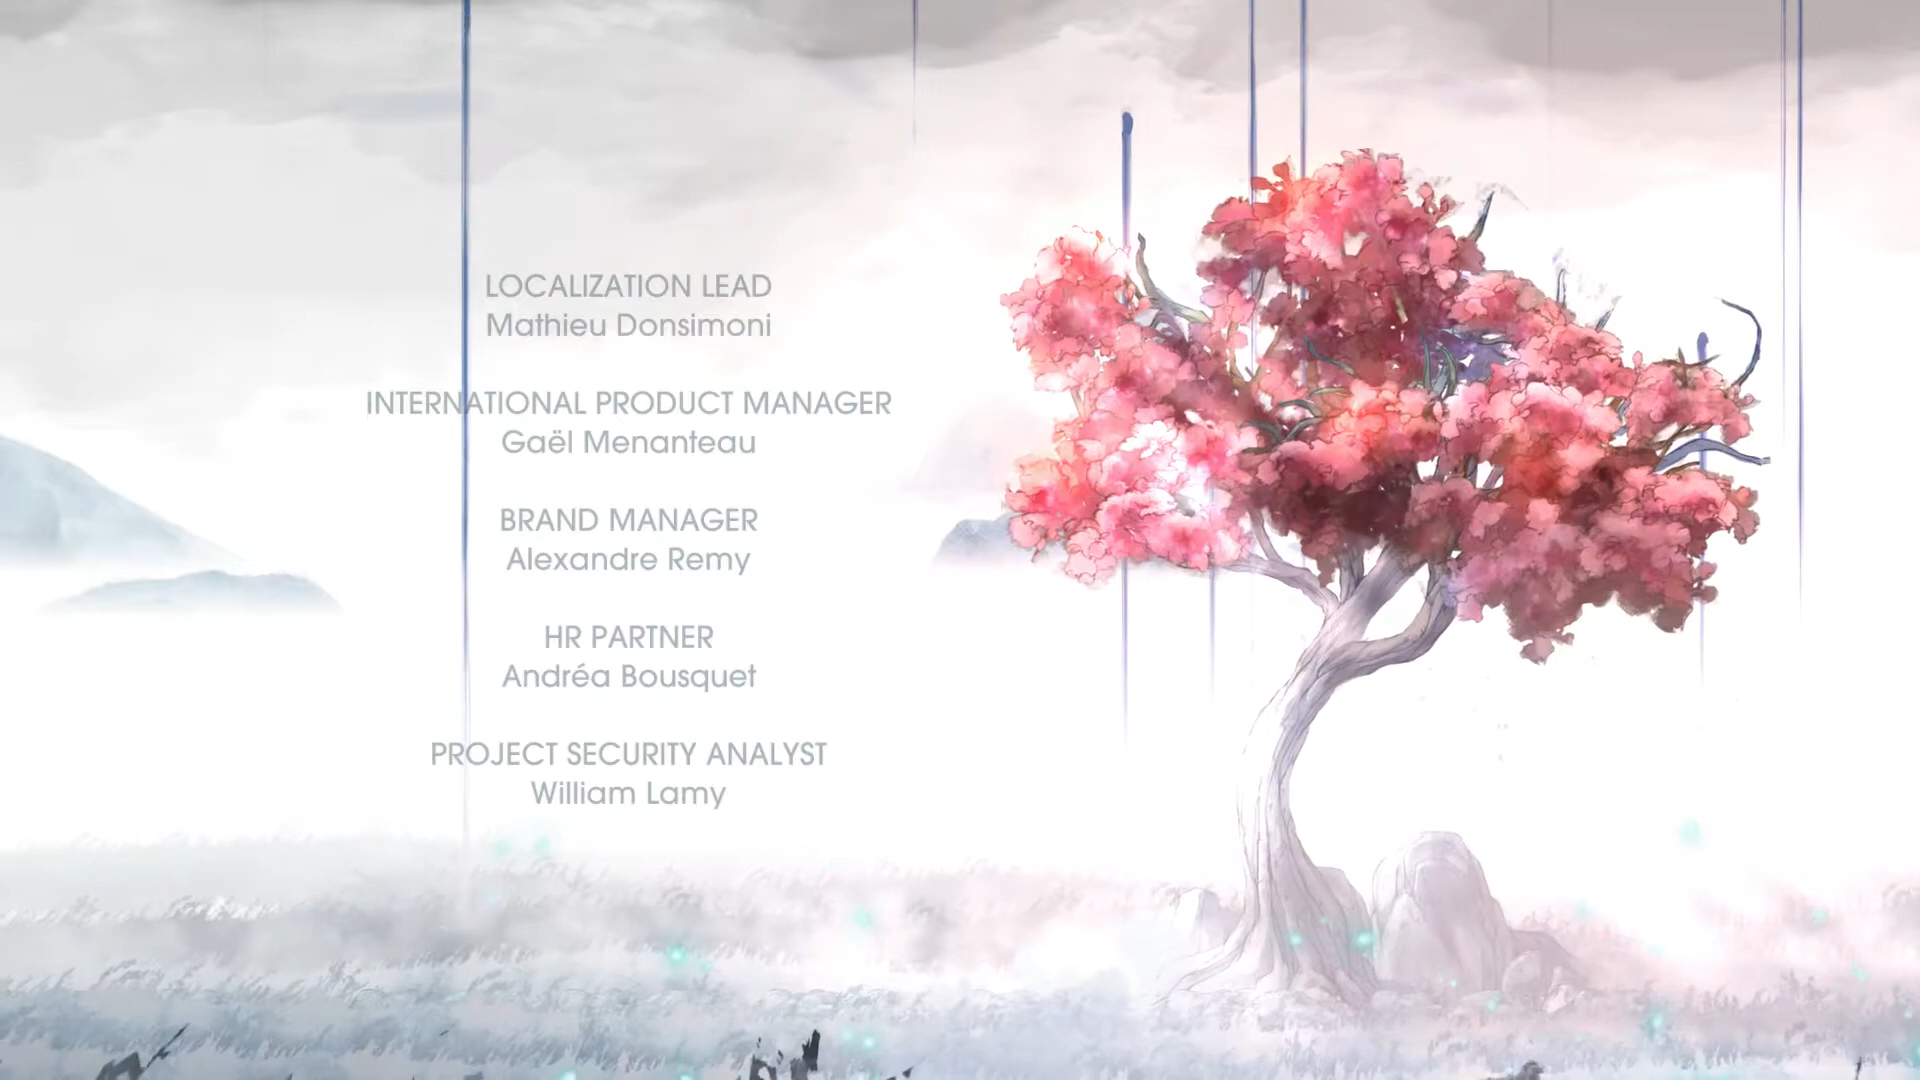 LOCALIZATION LEAD
Mathieu Donsimoni
INTERNATIONAL PRODUCT MANAGER
Gaël Menanteau
BRAND MANAGER
Alexandre Remy
HR PARTNER
Andréa Bousquet
PROJECT SECURITY ANALYST
William Lamy